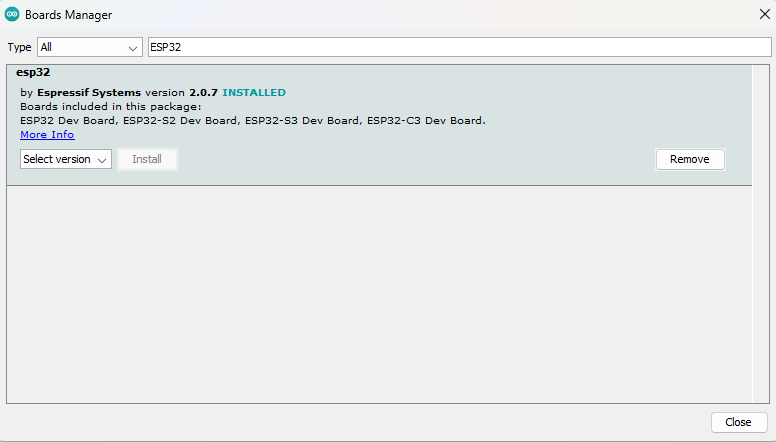 Boards Manager
Type All ESP32
esp32
by Espressif Systems version 2.0.7 INSTALLED
Boards included in this package:
ESP32 Dev Board, ESP32-S2 Dev Board, ESP32-S3 Dev Board, ESP32-C3 Dev Board.
More Info
Select version Install Remove
Close